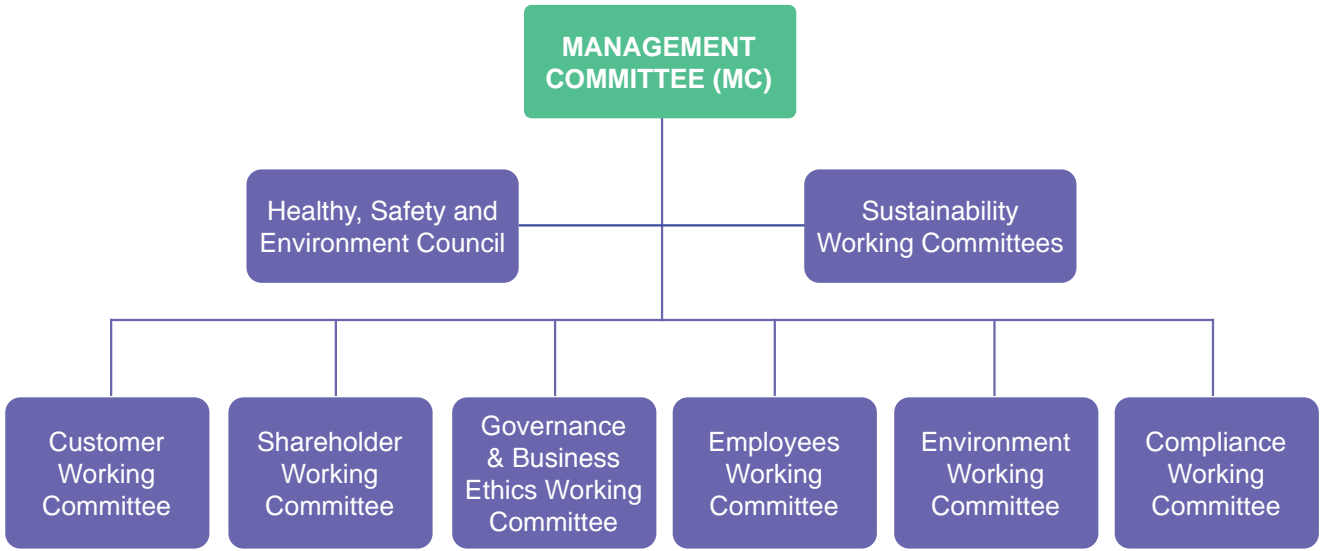 MANAGEMENT
COMMITTEE (MC)
Healthy, Safety and
Environment Council
Sustainability
Working Committees
Customer
Working
Committee
Shareholder
Working
Committee
Governance
& Business
Ethics Working
Committee
Employees
Working
Committee
Environment
Working
Committee
Compliance
Working
Committee